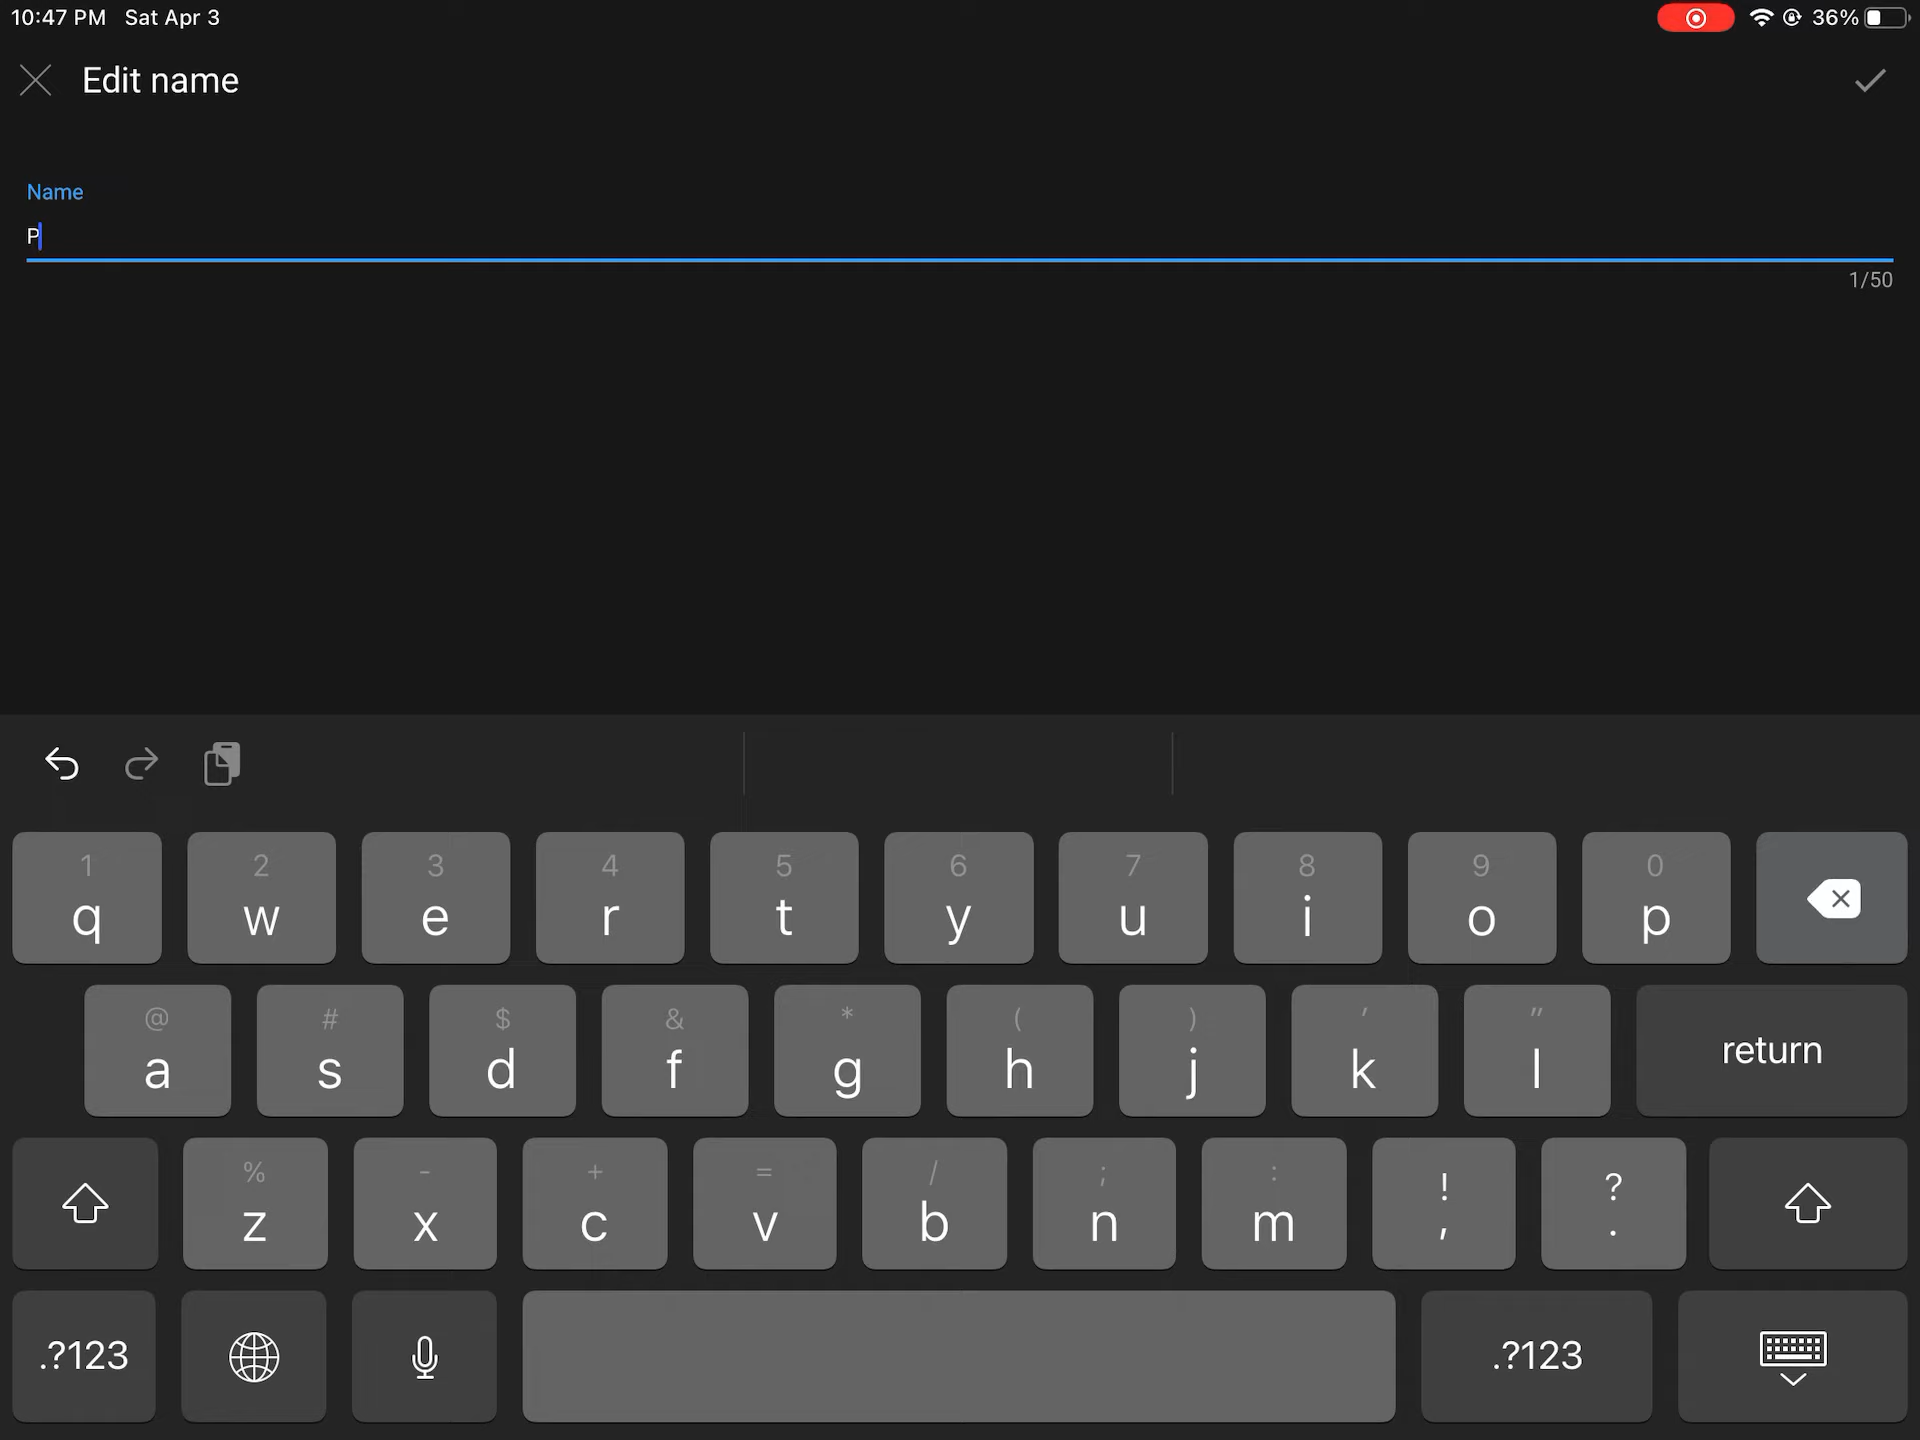 10:47 PM Sat Apr 3 36%
Edit name
Name
P
1/50
1 2 3 4 5 6 7 8 9 0
q w e r t y u i o p
@ # $ & * ( ) ' "
a s d f g h j k l return
% - + = / ; : ! ?
z x c v b n m , .
.?123 .?123